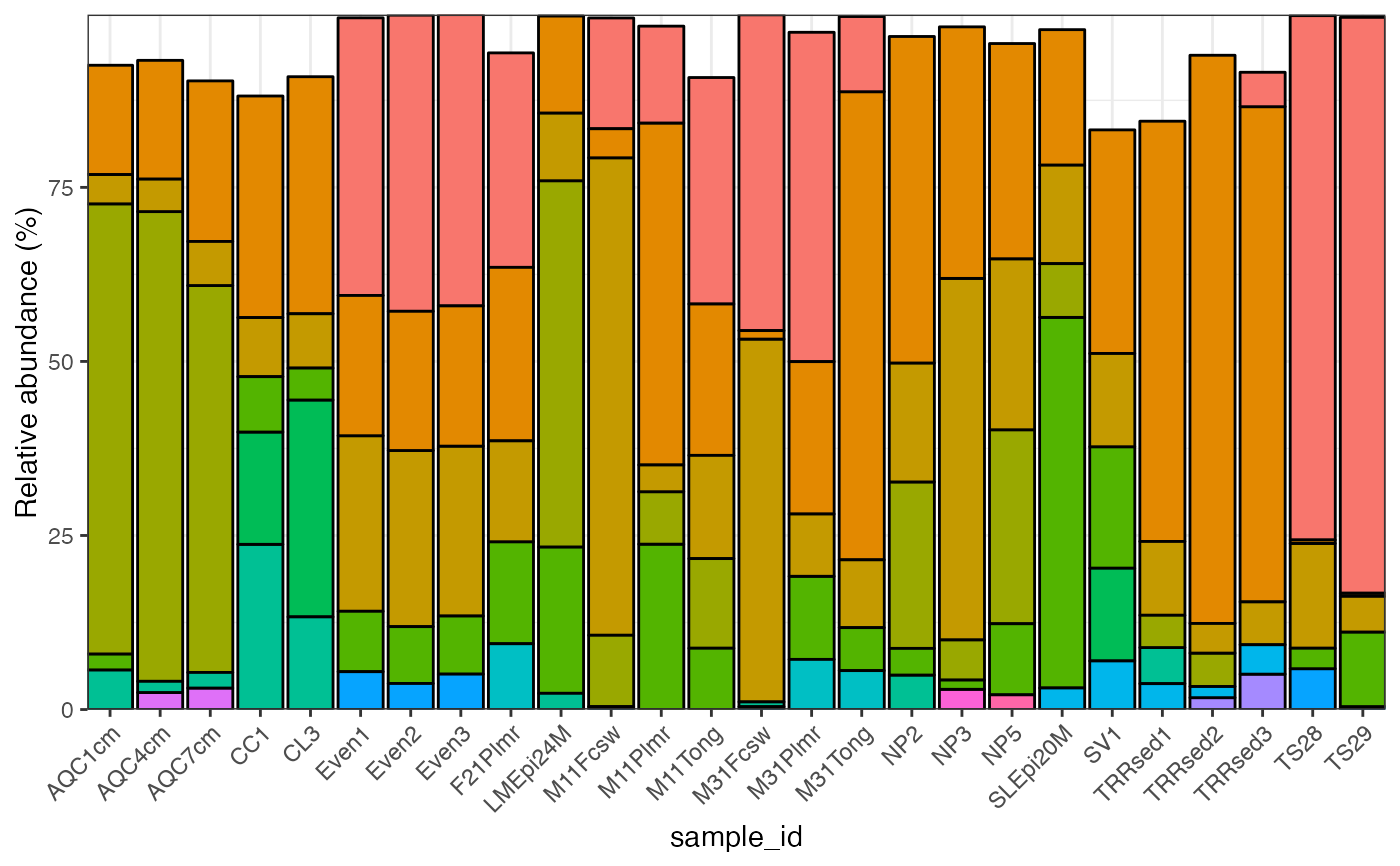 Relative abundance (%)
75
50
25
0
AQC1cm
AQC4cm
AQC7cm
CC1
CL3
Even1
Even2
Even3
F21Plmr
LMEpi24M
M11Fcsw
M11Plmr
M11Tong
M31Fcsw
M31Plmr
M31Tong
NP2
NP3
NP5
SLEpi20M
SV1
TRRsed1
TRRsed2
TRRsed3
TS28
TS29
sample_id